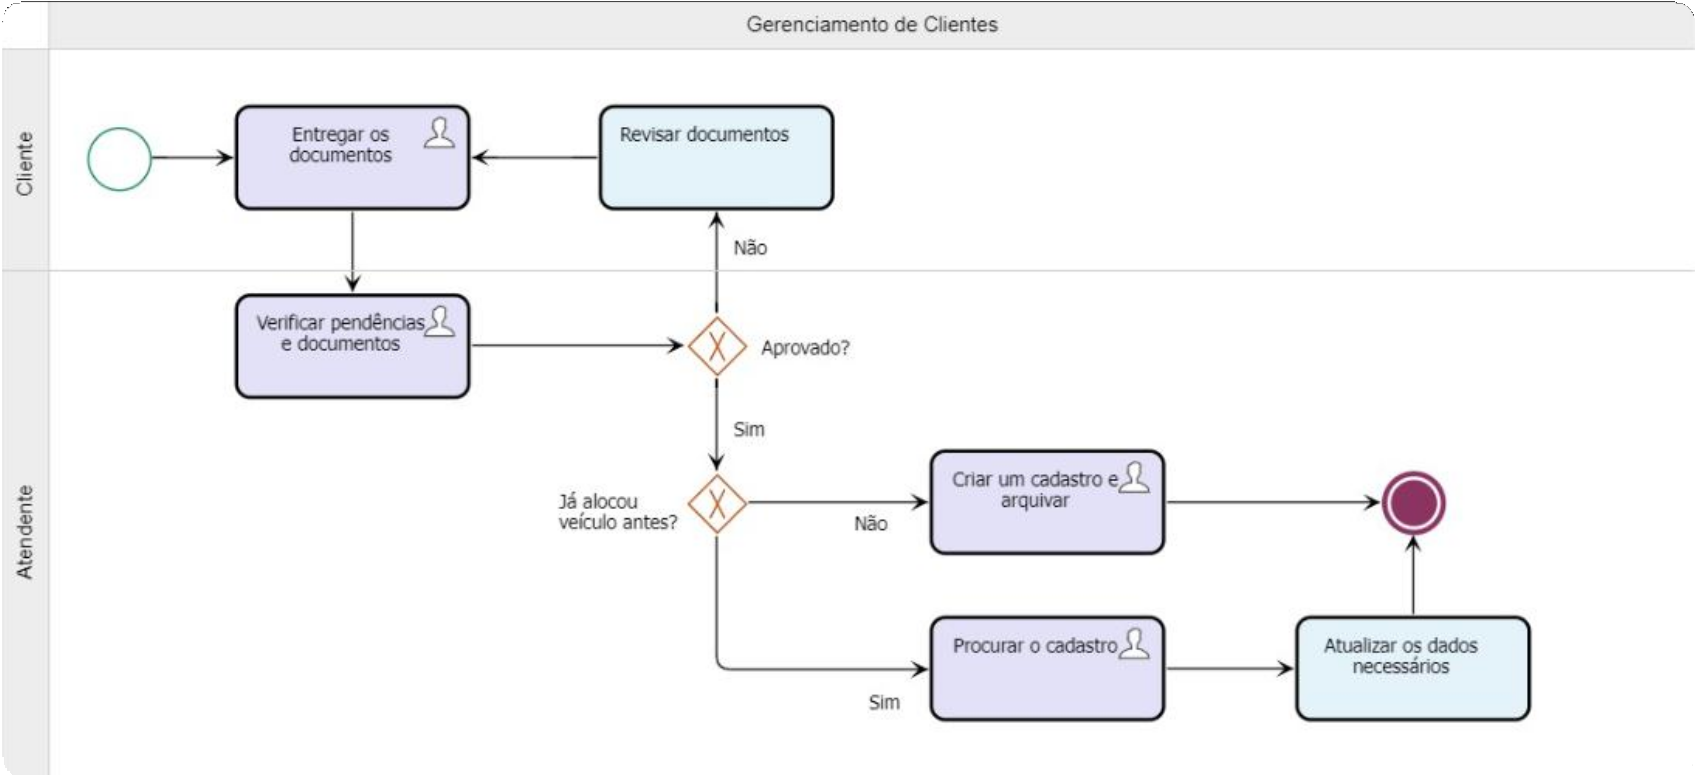 Gerenciamento de Clientes
Cliente
Entregar os
documentos
Revisar documentos
Não
Atendente
Verificar pendências
e documentos
Aprovado?
Sim
Já alocou
veículo antes?
Não
Criar um cadastro e
arquivar
Sim
Procurar o cadastro
Atualizar os dados
necessários